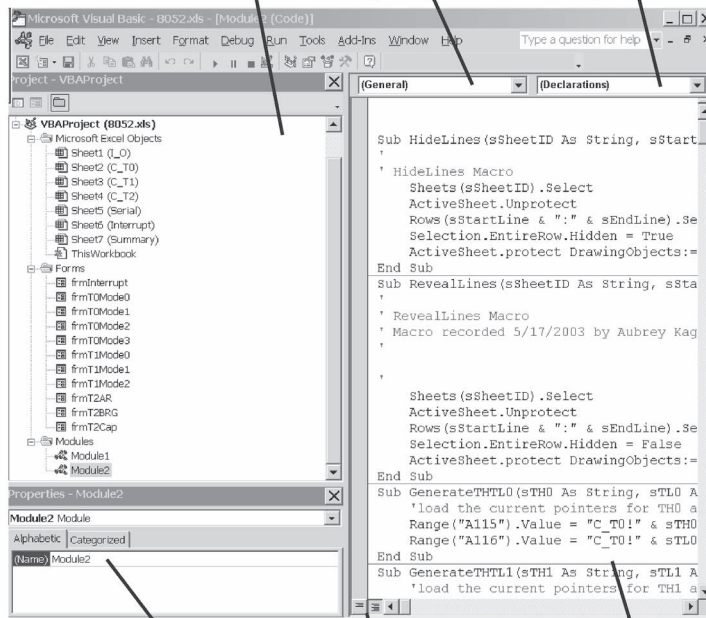 Microsoft Visual Basic - 8052.xls - [Module2 (Code)]
File Edit View Insert Format Debug Run Tools Add-Ins Window Help Type a question for help
Project - VBAProject
VBAProject (8052.xls)
Microsoft Excel Objects
Sheet1 (I_O)
Sheet2 (C_T0)
Sheet3 (C_T1)
Sheet4 (C_T2)
Sheet5 (Serial)
Sheet6 (Interrupt)
Sheet7 (Summary)
ThisWorkbook
Forms
frmInterrupt
frmT0Mode0
frmT0Mode1
frmT0Mode2
frmT0Mode3
frmT1Mode0
frmT1Mode1
frmT1Mode2
frmT2AR
frmT2BRG
frmT2Cap
Modules
Module1
Module2
Properties - Module2
Module2 Module
Alphabetic Categorized
(Name) Module2
(General) (Declarations)
Sub HideLines(sSheetID As String, sStart
'
' HideLines Macro
Sheets(sSheetID).Select
ActiveSheet.Unprotect
Rows(sStartLine & ":" & sEndLine).Se
Selection.EntireRow.Hidden = True
ActiveSheet.protect DrawingObjects:=
End Sub
Sub RevealLines(sSheetID As String, sSta
'
' RevealLines Macro
' Macro recorded 5/17/2003 by Aubrey Kag
'
'
Sheets(sSheetID).Select
ActiveSheet.Unprotect
Rows(sStartLine & ":" & sEndLine).Se
Selection.EntireRow.Hidden = False
ActiveSheet.protect DrawingObjects:=
End Sub
Sub GenerateTHTL0(sTH0 As String, sTL0 A
'load the current pointers for TH0 a
Range("A115").Value = "C_T0!" & sTH0
Range("A116").Value = "C_T0!" & sTL0
End Sub
Sub GenerateTHTL1(sTH1 As String, sTL1 A
'load the current pointers for TH1 a